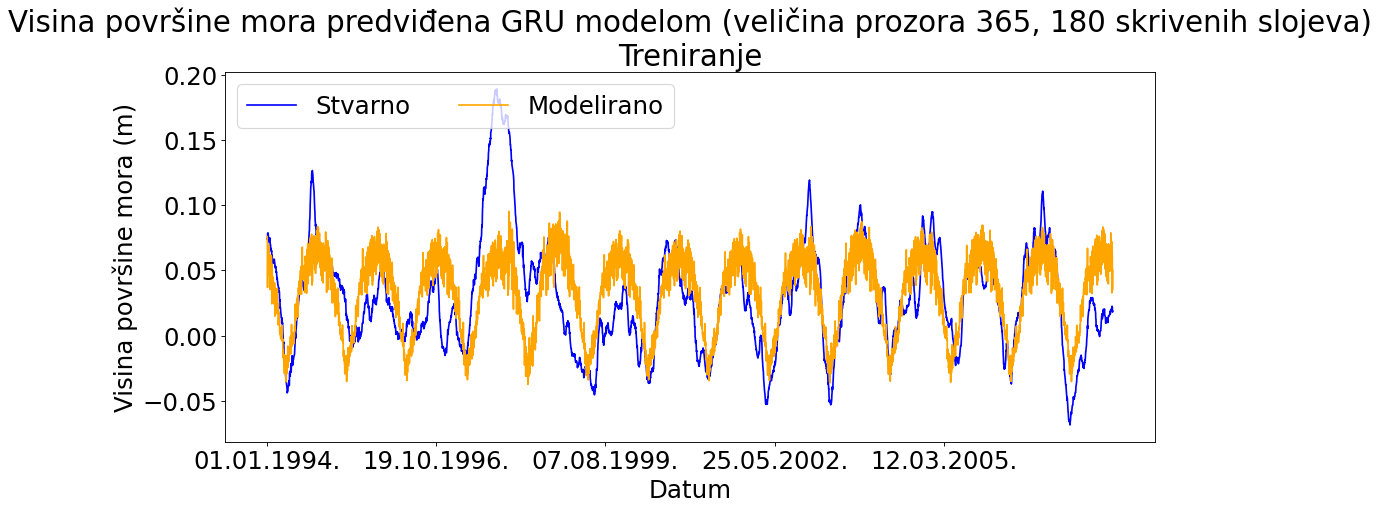 Visina površine mora predviđena GRU modelom (veličina prozora 365, 180 skrivenih slojeva)
Treniranje
Stvarno
Modelirano
Visina površine mora (m)
0.20
0.15
0.10
0.05
0.00
−0.05
01.01.1994.
19.10.1996.
07.08.1999.
25.05.2002.
12.03.2005.
Datum